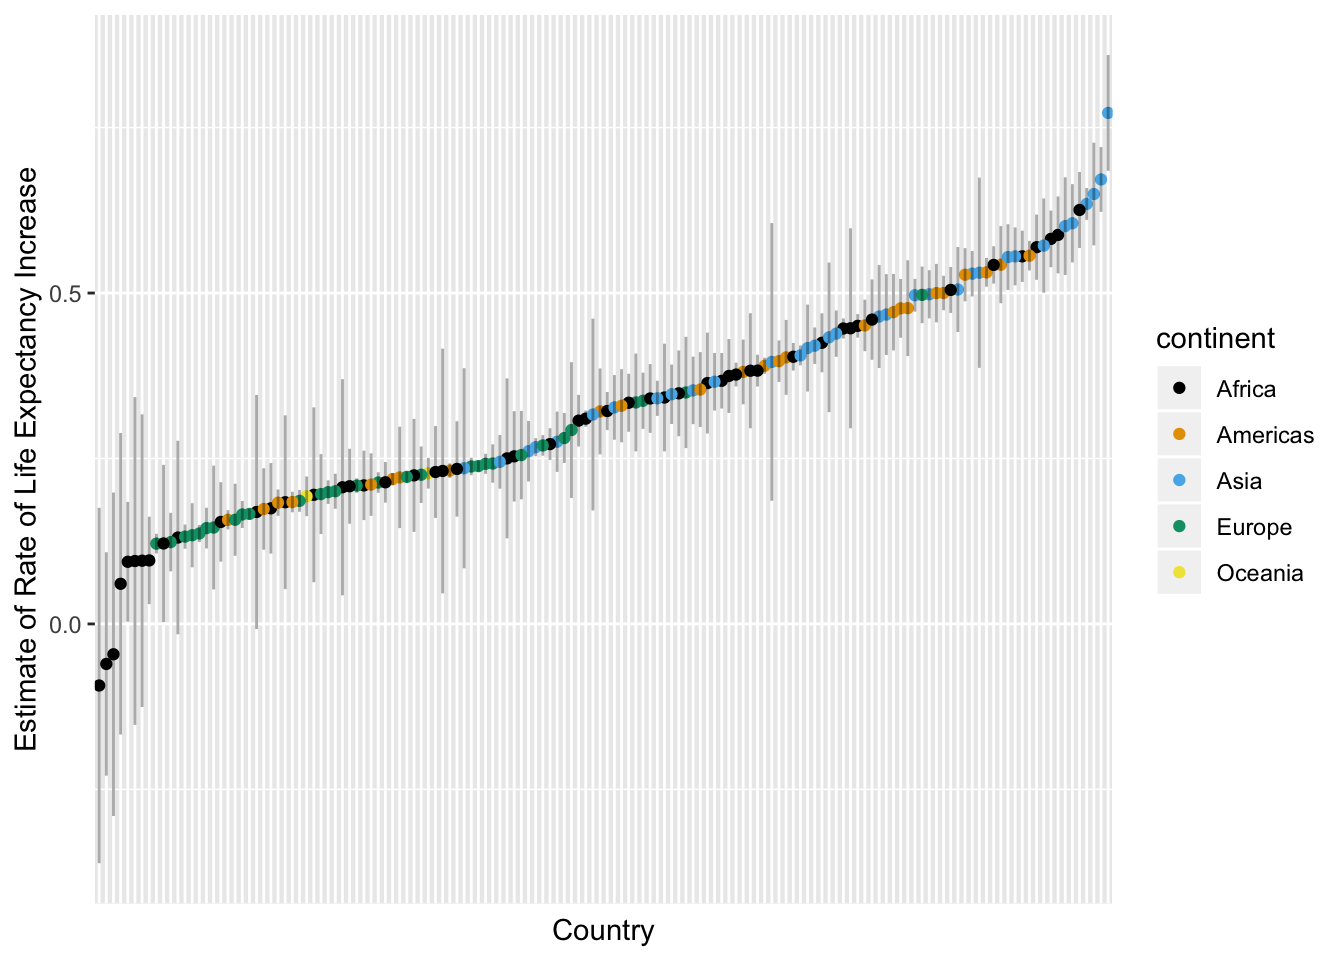 Estimate of Rate of Life Expectancy Increase
0.5
0.0
Country
continent
Africa
Americas
Asia
Europe
Oceania